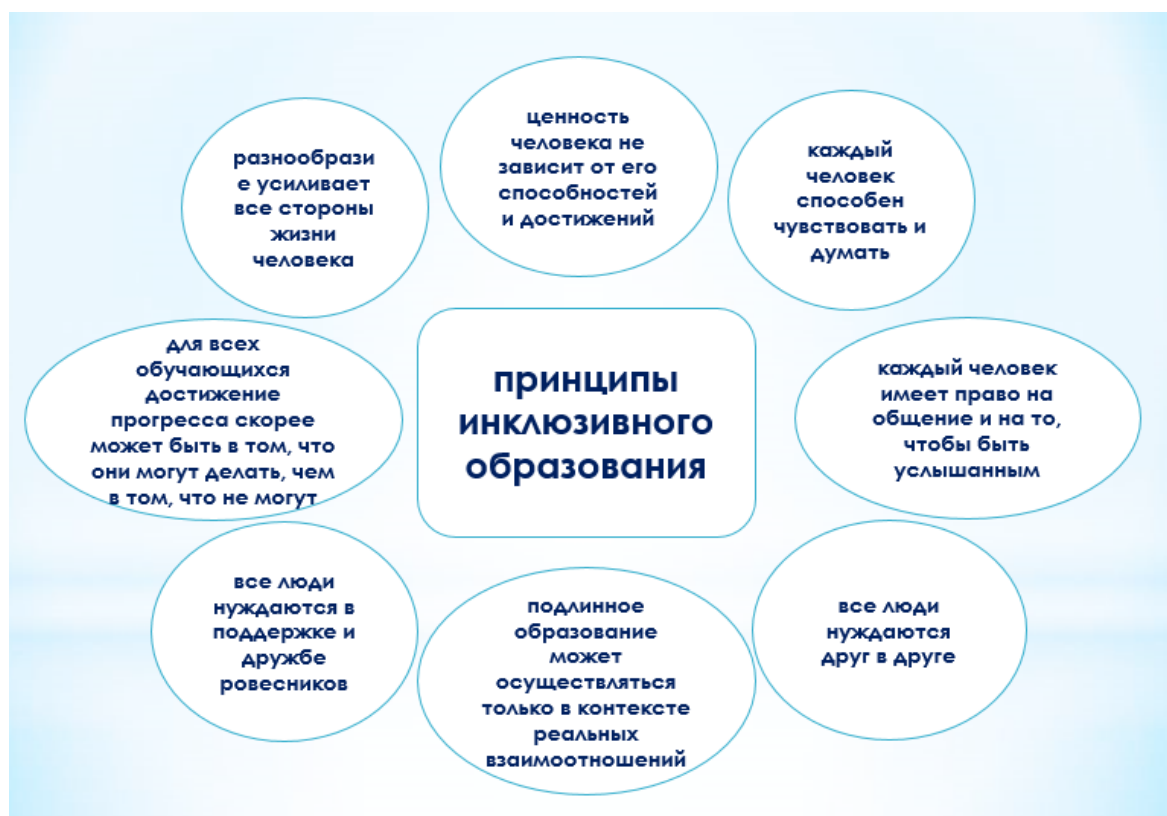 ценность
человека не
зависит от его
способностей
и достижений
каждый
человек
способен
чувствовать и
думать
каждый человек
имеет право на
общение и на то,
чтобы быть
услышанным
все люди
нуждаются
друг в друге
подлинное
образование
может
осуществляться
только в контексте
реальных
взаимоотношений
все люди
нуждаются в
поддержке и
дружбе
ровесников
для всех
обучающихся
достижение
прогресса скорее
может быть в том, что
они могут делать, чем
в том, что не могут
разнообрази
е усиливает
все стороны
жизни
человека
принципы
инклюзивного
образования